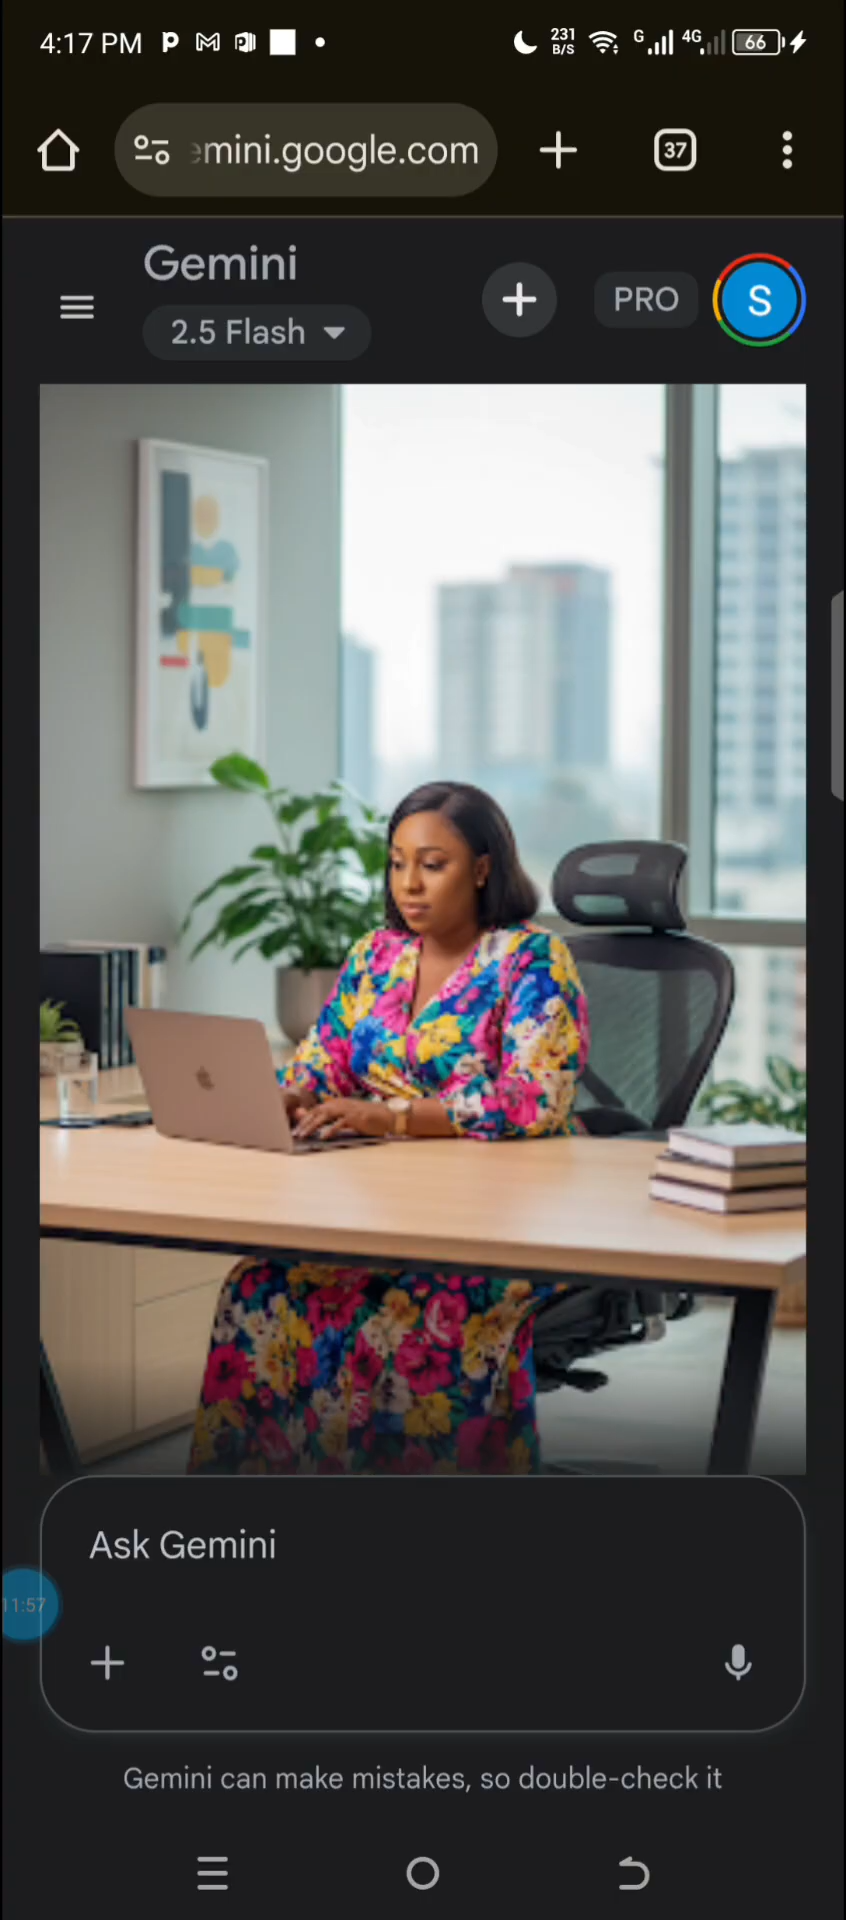 4:17 PM
231
B/S
G
4G
66
mini.google.com
37
Gemini
2.5 Flash
PRO
S
Ask Gemini
11:57
Gemini can make mistakes, so double-check it